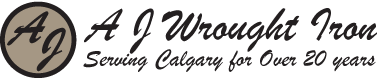 AJ
A J Wrought Iron
Serving Calgary for Over 20 years